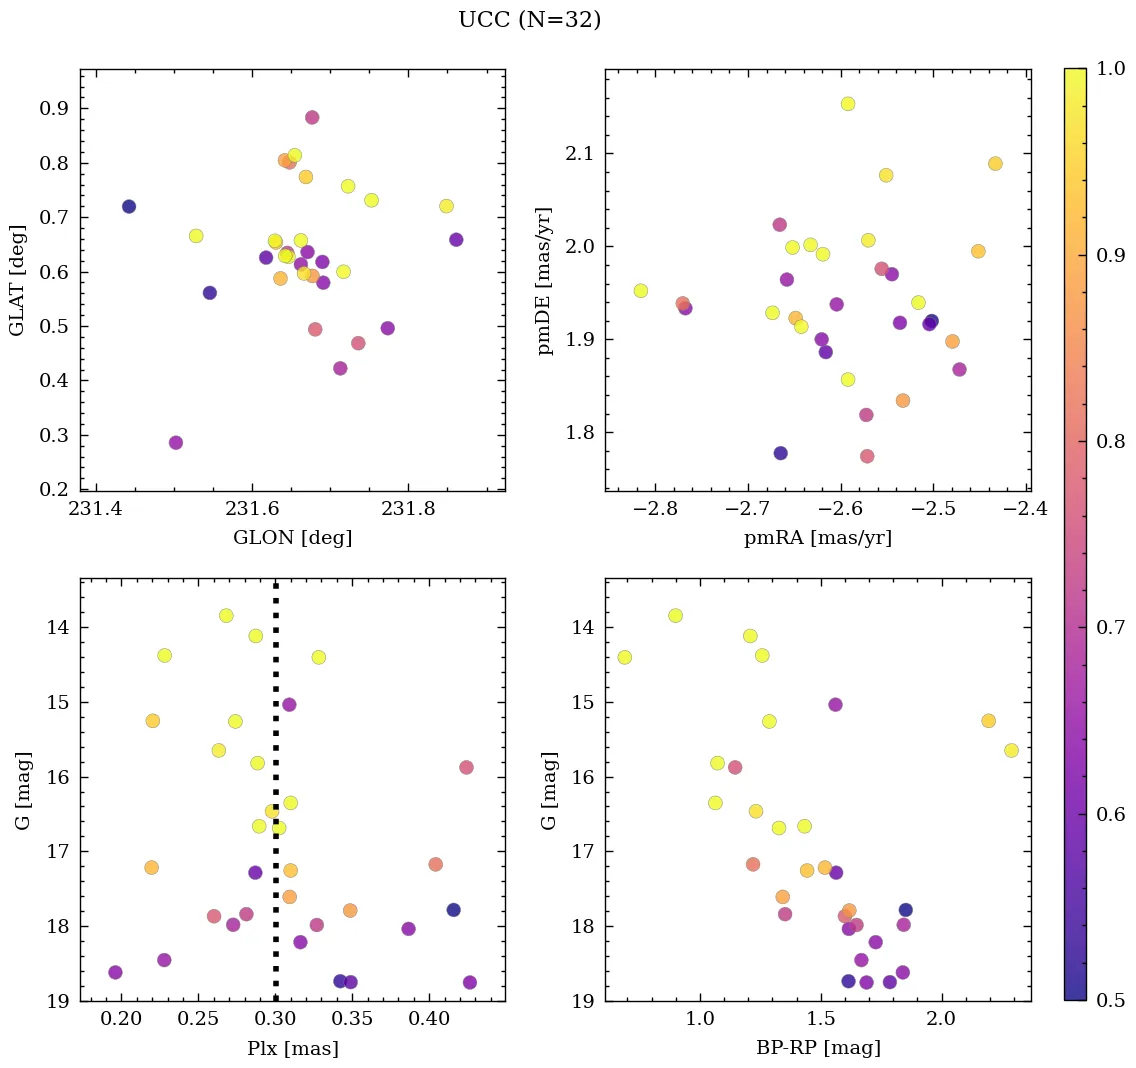 UCC (N=32)
0.9
0.8
0.7
0.6
0.5
0.4
0.3
0.2
GLAT [deg]
231.4 231.6 231.8
GLON [deg]
2.1
2.0
1.9
1.8
pmDE [mas/yr]
−2.8 −2.7 −2.6 −2.5 −2.4
pmRA [mas/yr]
14
15
16
17
18
19
G [mag]
0.20 0.25 0.30 0.35 0.40
Plx [mas]
14
15
16
17
18
19
G [mag]
1.0 1.5 2.0
BP-RP [mag]
1.0
0.9
0.8
0.7
0.6
0.5